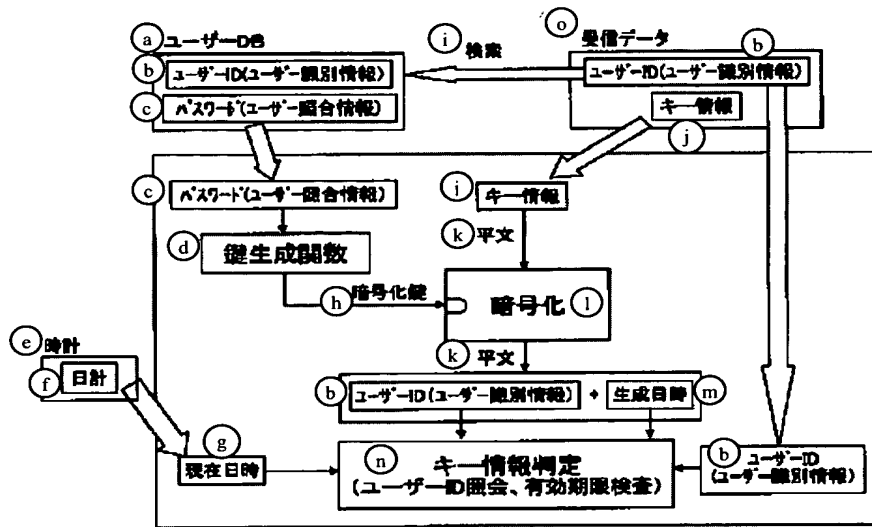 a ユーザーID名
i 検索
o 受信データ
b
b ユーザーID(ユーザー識別情報)
ユーザーID(ユーザー識別情報)
c パスワード(ユーザー照合情報)
キー情報
j
c パスワード(ユーザー照合情報)
j キー情報
k 平文
d 鍵生成関数
h 暗号化鍵
暗号化 l
e 時計
k 平文
f 日計
b ユーザーID(ユーザー識別情報) + 生成日時 m
g
現在日時
n キー情報判定
(ユーザーID照会、有効期限検査)
b ユーザーID
(ユーザー識別情報)